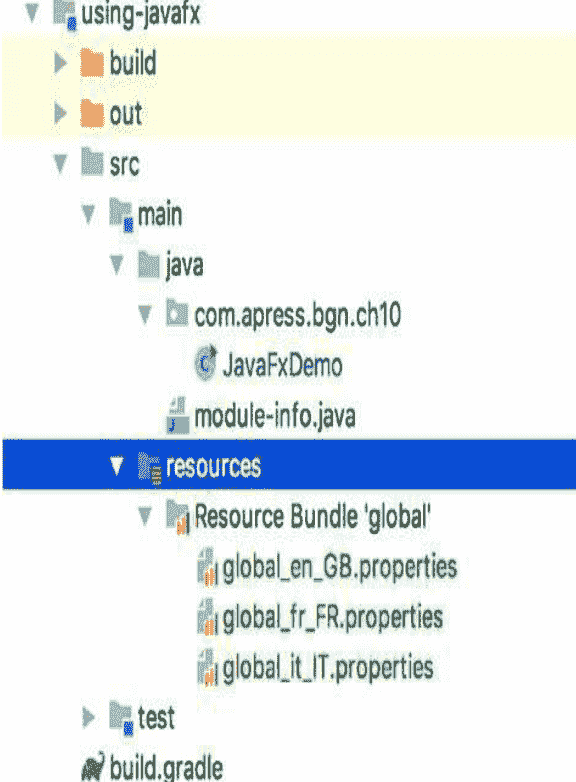 using-javafx
build
out
src
main
java
com.apress.bgn.ch10
JavaFxDemo
module-info.java
resources
Resource Bundle 'global'
global_en_GB.properties
global_fr_FR.properties
global_it_IT.properties
test
build.gradle